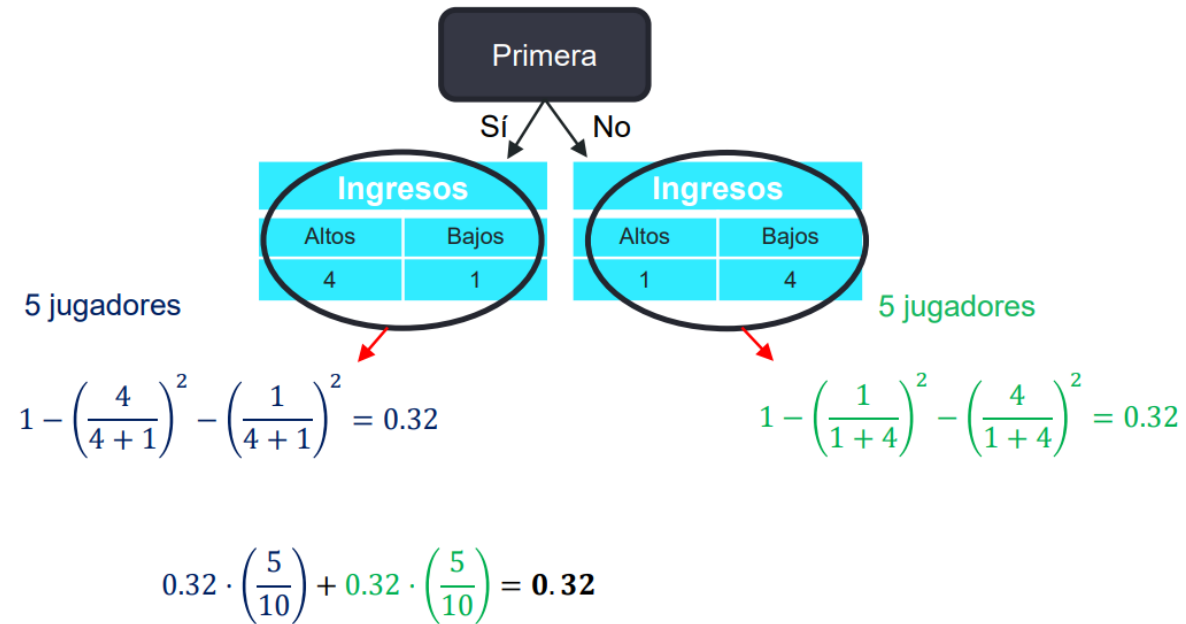 Primera
Sí No
Ingresos Ingresos
Altos Bajos Altos Bajos
4 1 1 4
5 jugadores 5 jugadores
1 − (4/(4 + 1))² − (1/(4 + 1))² = 0.32
1 − (1/(1 + 4))² − (4/(1 + 4))² = 0.32
0.32 · (5/10) + 0.32 · (5/10) = 0.32